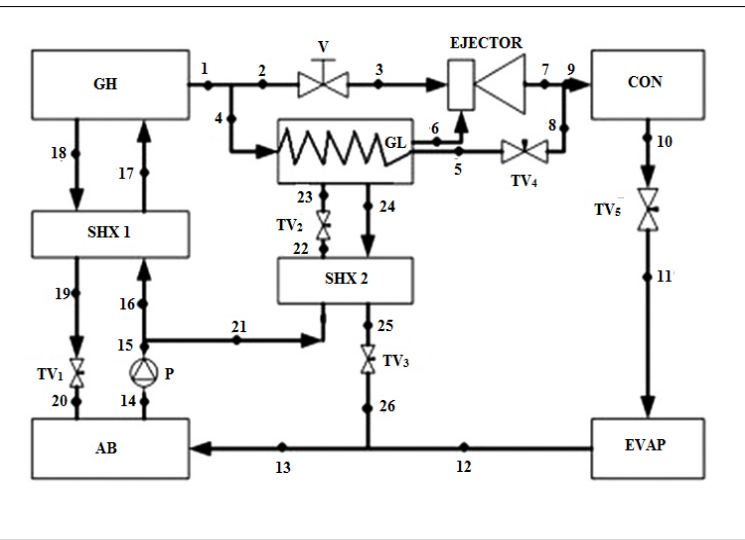 V
EJECTOR
GH
1
2
3
7
9
CON
4
GL
6
8
5
10
18
17
TV4
23
24
TV2
TV5
22
SHX 1
SHX 2
11
19
16
21
25
15
TV1
P
TV3
20
14
26
AB
EVAP
13
12